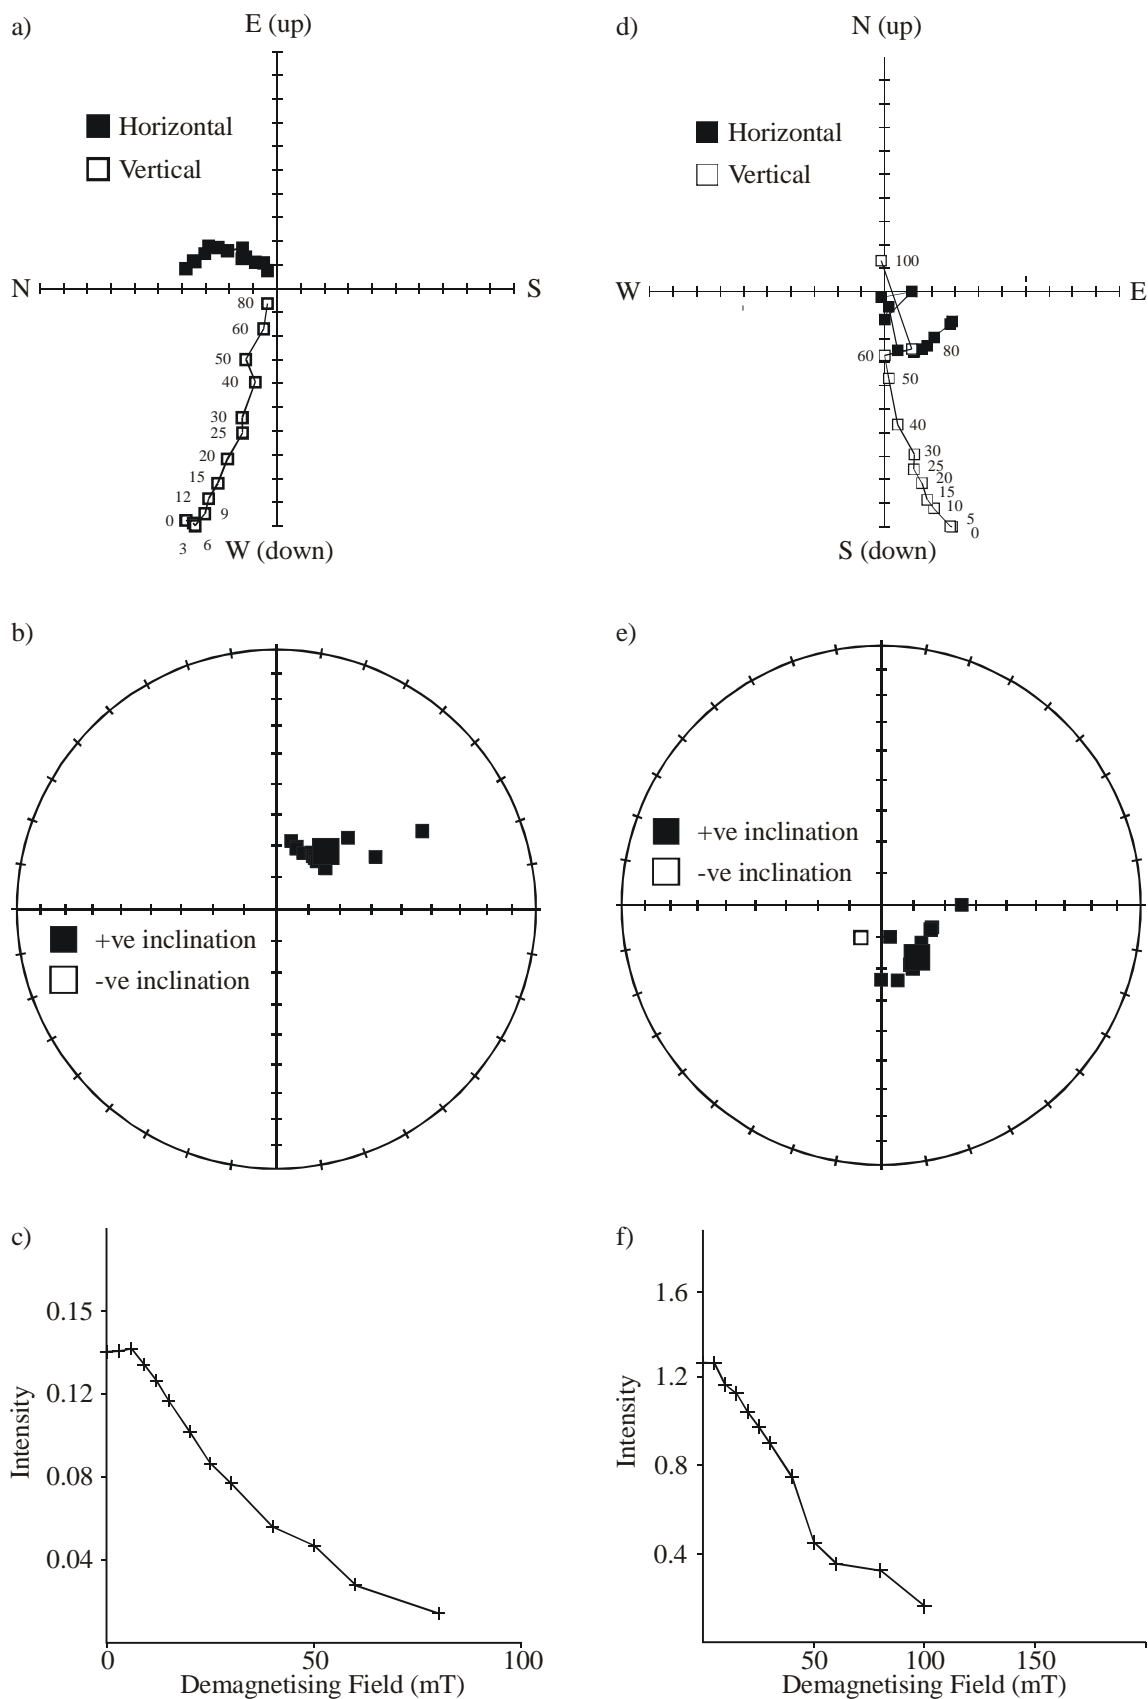 a)
E (up)
Horizontal
Vertical
N
S
80
60
50
40
30
25
20
15
12
0
9
3
6
W (down)
d)
N (up)
Horizontal
Vertical
100
W
E
60
80
50
40
30
25
20
15
10
5
0
S (down)
b)
+ve inclination
-ve inclination
e)
+ve inclination
-ve inclination
c)
0.15
0.12
0.08
0.04
Intensity
0
50
100
Demagnetising Field (mT)
f)
1.6
1.2
0.8
0.4
Intensity
50
100
150
Demagnetising Field (mT)